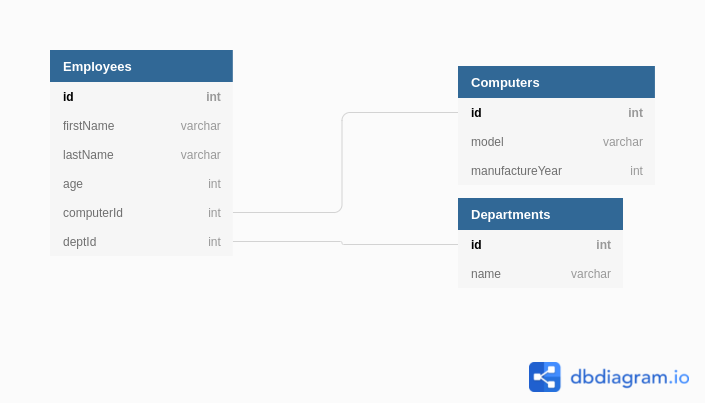 Employees
id int
firstName varchar
lastName varchar
age int
computerId int
deptId int
Computers
id int
model varchar
manufactureYear int
Departments
id int
name varchar
dbdiagram.io